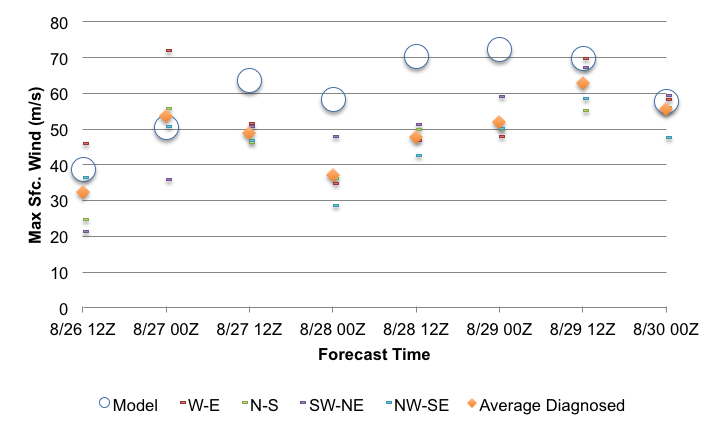 80
70
60
50
40
30
20
10
0
Max Sfc. Wind (m/s)
8/26 12Z 8/27 00Z 8/27 12Z 8/28 00Z 8/28 12Z 8/29 00Z 8/29 12Z 8/30 00Z
Forecast Time
Model W-E N-S SW-NE NW-SE Average Diagnosed